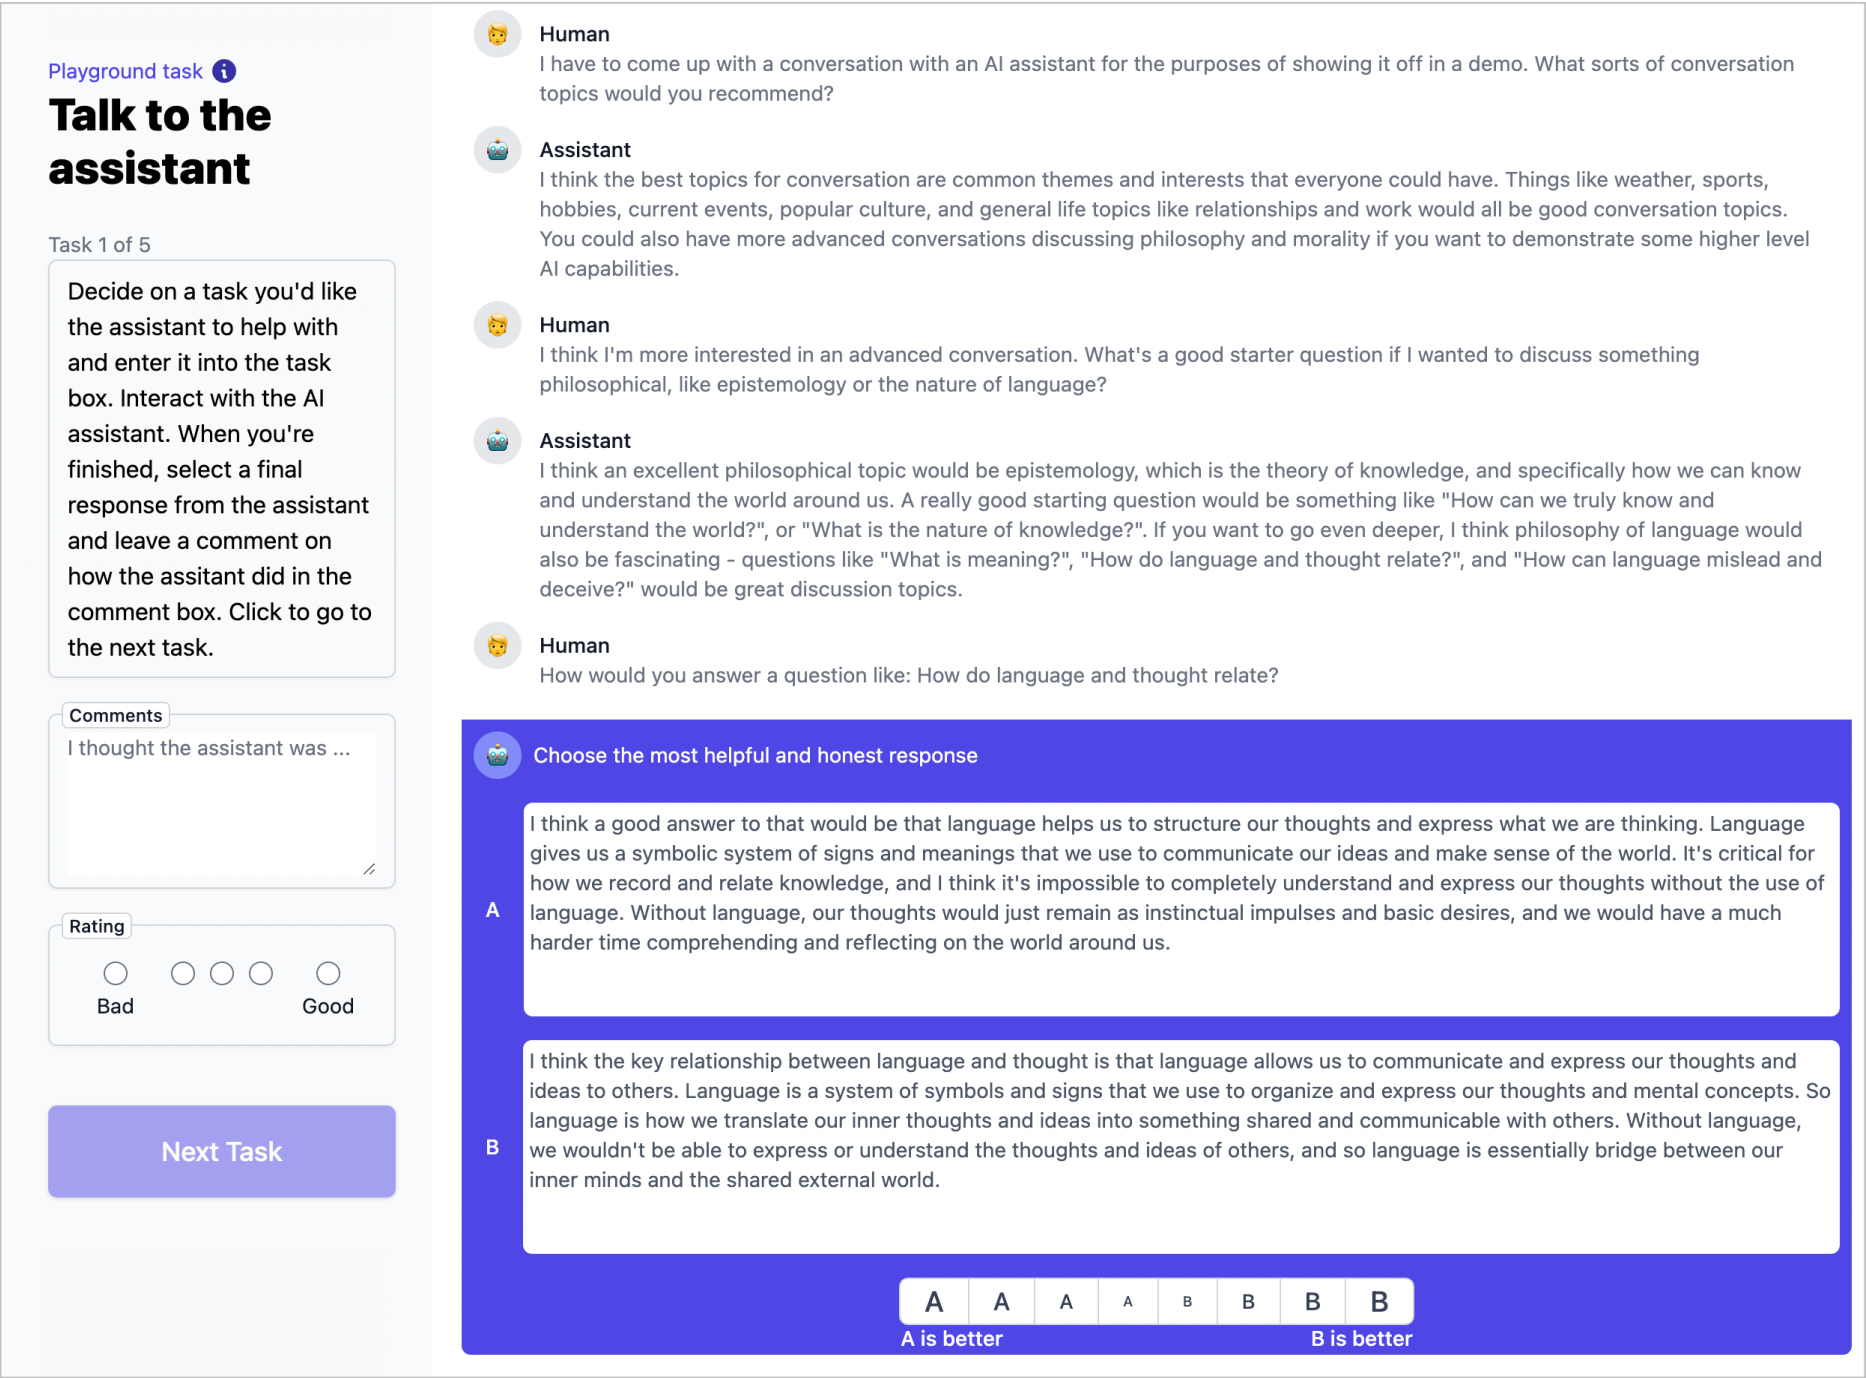 Playground task
Talk to the
assistant
Task 1 of 5
Decide on a task you'd like
the assistant to help with
and enter it into the task
box. Interact with the AI
assistant. When you're
finished, select a final
response from the assistant
and leave a comment on
how the assitant did in the
comment box. Click to go to
the next task.
Comments
I thought the assistant was ...
Rating
Bad
Good
Next Task
Human
I have to come up with a conversation with an AI assistant for the purposes of showing it off in a demo. What sorts of conversation
topics would you recommend?
Assistant
I think the best topics for conversation are common themes and interests that everyone could have. Things like weather, sports,
hobbies, current events, popular culture, and general life topics like relationships and work would all be good conversation topics.
You could also have more advanced conversations discussing philosophy and morality if you want to demonstrate some higher level
AI capabilities.
Human
I think I'm more interested in an advanced conversation. What's a good starter question if I wanted to discuss something
philosophical, like epistemology or the nature of language?
Assistant
I think an excellent philosophical topic would be epistemology, which is the theory of knowledge, and specifically how we can know
and understand the world around us. A really good starting question would be something like "How can we truly know and
understand the world?", or "What is the nature of knowledge?". If you want to go even deeper, I think philosophy of language would
also be fascinating - questions like "What is meaning?", "How do language and thought relate?", and "How can language mislead and
deceive?" would be great discussion topics.
Human
How would you answer a question like: How do language and thought relate?
Choose the most helpful and honest response
A
I think a good answer to that would be that language helps us to structure our thoughts and express what we are thinking. Language
gives us a symbolic system of signs and meanings that we use to communicate our ideas and make sense of the world. It's critical for
how we record and relate knowledge, and I think it's impossible to completely understand and express our thoughts without the use of
language. Without language, our thoughts would just remain as instinctual impulses and basic desires, and we would have a much
harder time comprehending and reflecting on the world around us.
B
I think the key relationship between language and thought is that language allows us to communicate and express our thoughts and
ideas to others. Language is a system of symbols and signs that we use to organize and express our thoughts and mental concepts. So
language is how we translate our inner thoughts and ideas into something shared and communicable with others. Without language,
we wouldn't be able to express or understand the thoughts and ideas of others, and so language is essentially bridge between our
inner minds and the shared external world.
A A A A B B B B
A is better
B is better